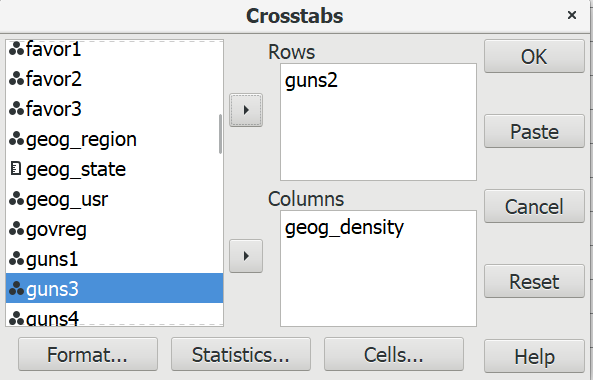 Crosstabs
×
favor1
favor2
favor3
geog_region
geog_state
geog_usr
govreg
guns1
guns3
guns4
Rows
guns2
Columns
geog_density
OK
Paste
Cancel
Reset
Help
Format...
Statistics...
Cells...